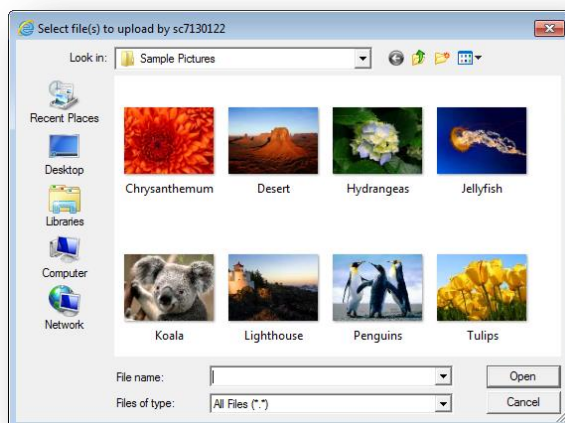 Select file(s) to upload by sc7130122
Look in: Sample Pictures
Recent Places
Desktop
Libraries
Computer
Network
Chrysanthemum Desert Hydrangeas Jellyfish
Koala Lighthouse Penguins Tulips
File name: Open
Files of type: All Files (*.*) Cancel